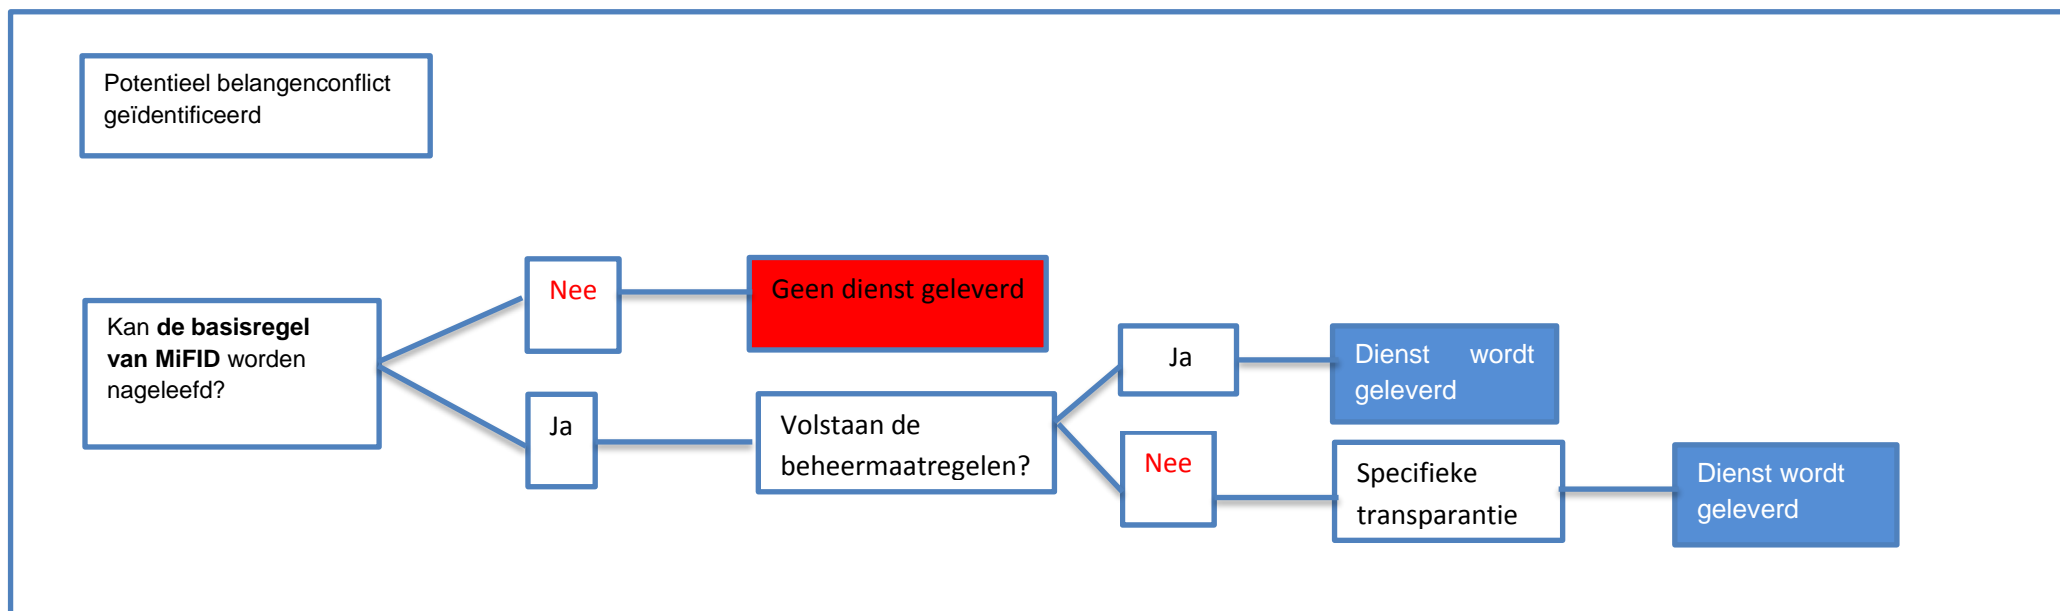 Potentieel belangenconflict
geïdentificeerd
Nee
Geen dienst geleverd
Kan de basisregel
van MiFID worden
nageleefd?
Ja
Volstaan de
beheermaatregelen?
Ja
Dienst wordt
geleverd
Nee
Specifieke
transparantie
Dienst wordt
geleverd